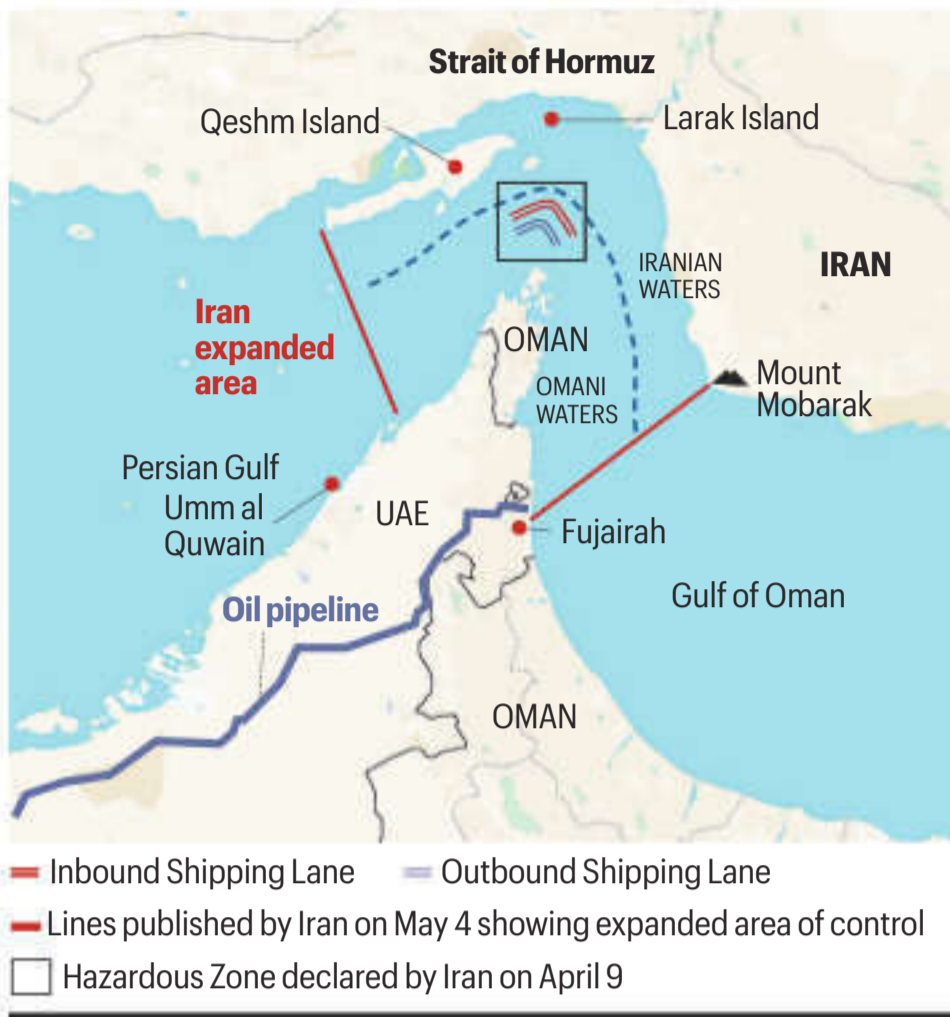 Strait of Hormuz
Qeshm Island
Larak Island
IRANIAN
WATERS
IRAN
Iran
expanded
area
OMAN
OMANI
WATERS
Mount
Mobarak
Persian Gulf
Umm al
Quwain
UAE
Fujairah
Gulf of Oman
Oil pipeline
OMAN
Inbound Shipping Lane
Outbound Shipping Lane
Lines published by Iran on May 4 showing expanded area of control
Hazardous Zone declared by Iran on April 9